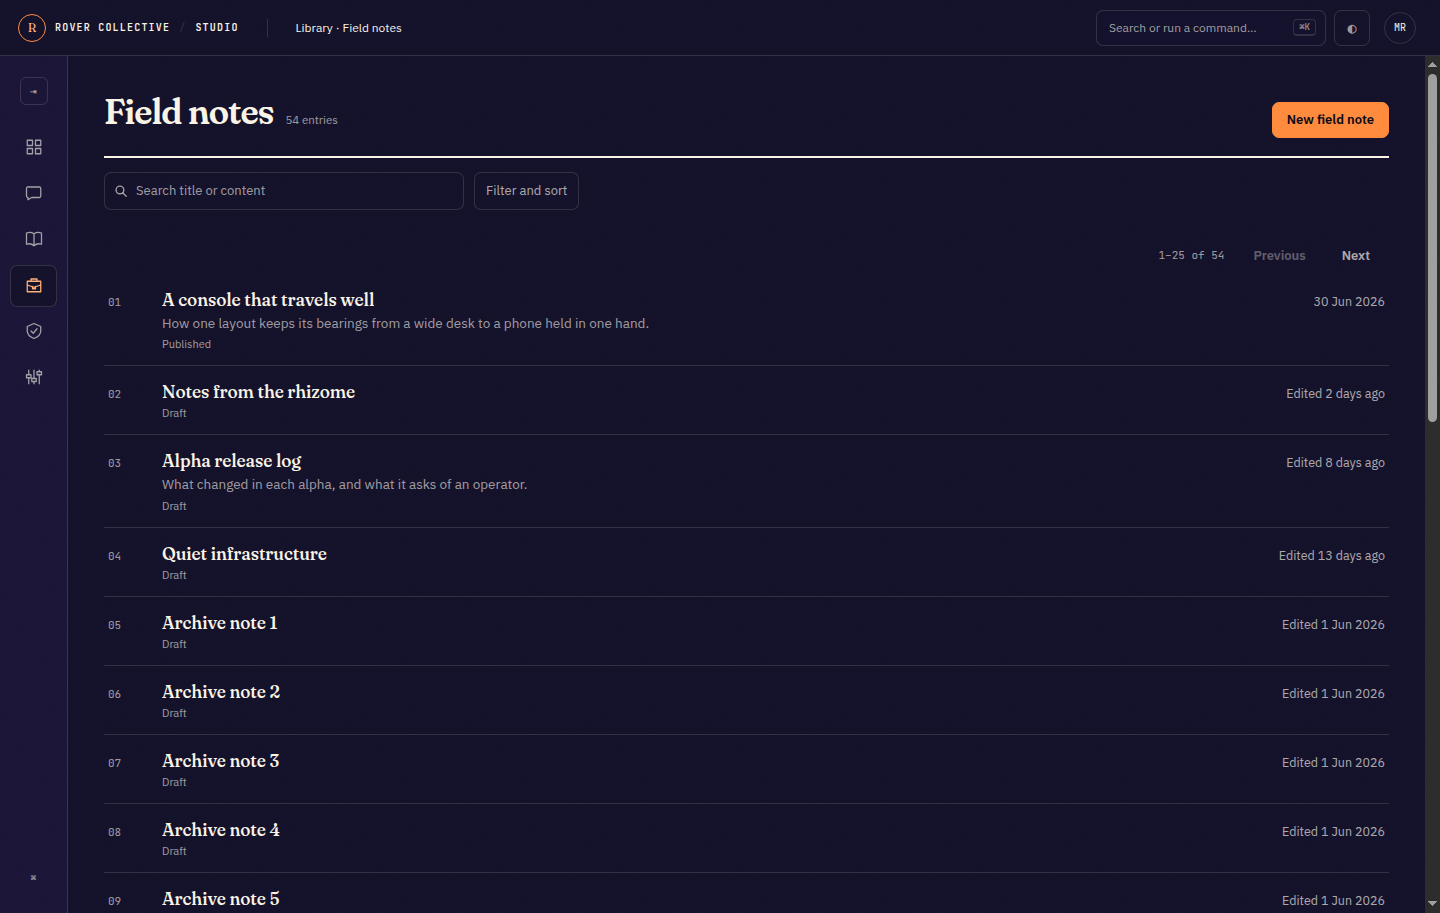 R ROVER COLLECTIVE / STUDIO Library · Field notes Search or run a command... ⌘K MR
Field notes 54 entries New field note
Search title or content Filter and sort
1–25 of 54 Previous Next
01 A console that travels well 30 Jun 2026
How one layout keeps its bearings from a wide desk to a phone held in one hand.
Published
02 Notes from the rhizome Edited 2 days ago
Draft
03 Alpha release log Edited 8 days ago
What changed in each alpha, and what it asks of an operator.
Draft
04 Quiet infrastructure Edited 13 days ago
Draft
05 Archive note 1 Edited 1 Jun 2026
Draft
06 Archive note 2 Edited 1 Jun 2026
Draft
07 Archive note 3 Edited 1 Jun 2026
Draft
08 Archive note 4 Edited 1 Jun 2026
Draft
⌘
09 Archive note 5 Edited 1 Jun 2026